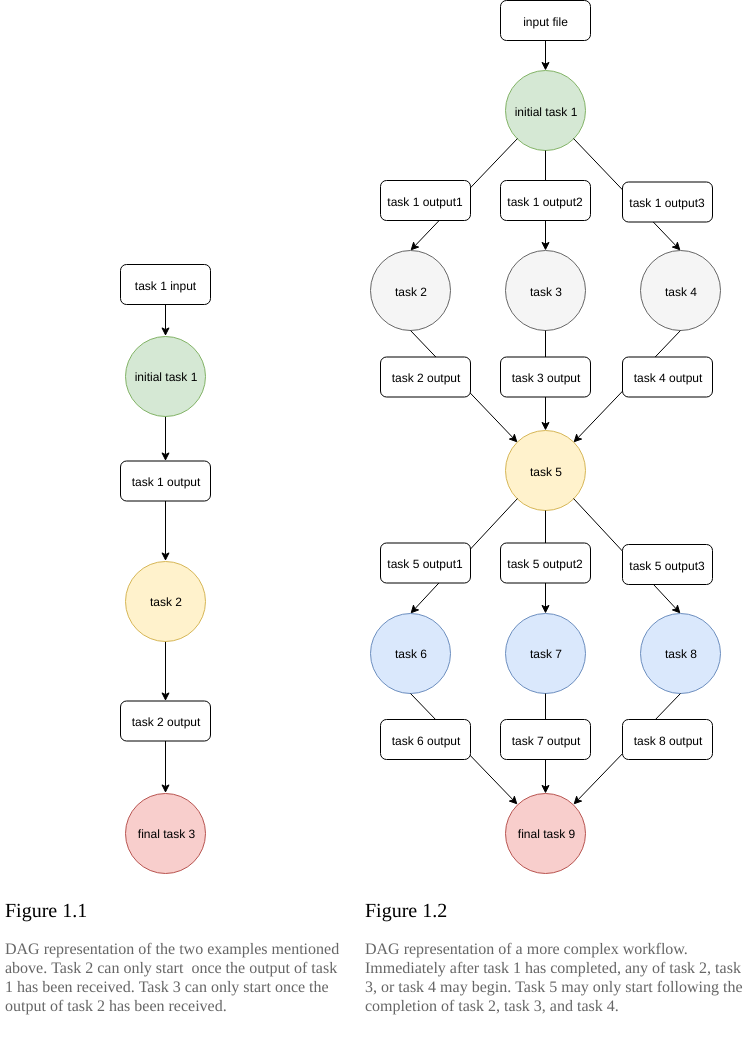 task 1 input
initial task 1
task 1 output
task 2
task 2 output
final task 3
Figure 1.1
DAG representation of the two examples mentioned
above. Task 2 can only start  once the output of task
1 has been received. Task 3 can only start once the
output of task 2 has been received.
input file
initial task 1
task 1 output1
task 1 output2
task 1 output3
task 2
task 3
task 4
task 2 output
task 3 output
task 4 output
task 5
task 5 output1
task 5 output2
task 5 output3
task 6
task 7
task 8
task 6 output
task 7 output
task 8 output
final task 9
Figure 1.2
DAG representation of a more complex workflow.
Immediately after task 1 has completed, any of task 2, task
3, or task 4 may begin. Task 5 may only start following the
completion of task 2, task 3, and task 4.